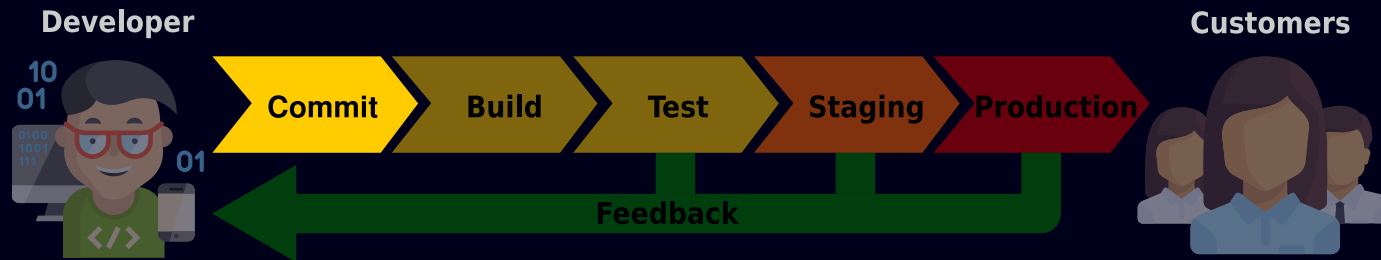 Developer
Customers
10
01
0100
1001
111
01
Commit
Build
Test
Staging
Production
</>
Feedback